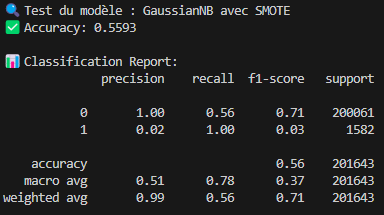 🔍 Test du modèle : GaussianNB avec SMOTE
✅ Accuracy: 0.5593
📊 Classification Report:
precision recall f1-score support
0 1.00 0.56 0.71 200061
1 0.02 1.00 0.03 1582
accuracy 0.56 201643
macro avg 0.51 0.78 0.37 201643
weighted avg 0.99 0.56 0.71 201643